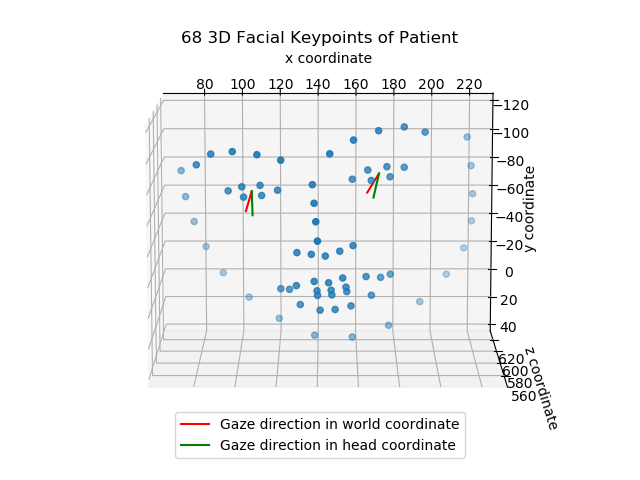 68 3D Facial Keypoints of Patient
x coordinate
80 100 120 140 160 180 200 220
−120
−100
−80
−60
−40
−20
0
20
40
y coordinate
620
600
580
560
z coordinate
Gaze direction in world coordinate
Gaze direction in head coordinate